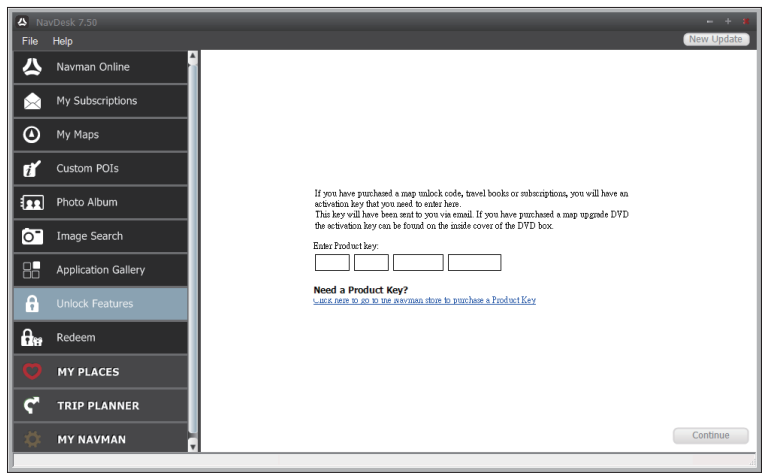 NavDesk 7.50
File Help
New Update
Navman Online
My Subscriptions
My Maps
Custom POIs
Photo Album
Image Search
Application Gallery
Unlock Features
Redeem
MY PLACES
TRIP PLANNER
MY NAVMAN
If you have purchased a map unlock code, travel books or subscriptions, you will have an
activation key that you need to enter here.
This key will have been sent to you via email. If you have purchased a map upgrade DVD
the activation key can be found on the inside cover of the DVD box.
Enter Product key:
Need a Product Key?
Click here to go to the Navman store to purchase a Product Key
Continue